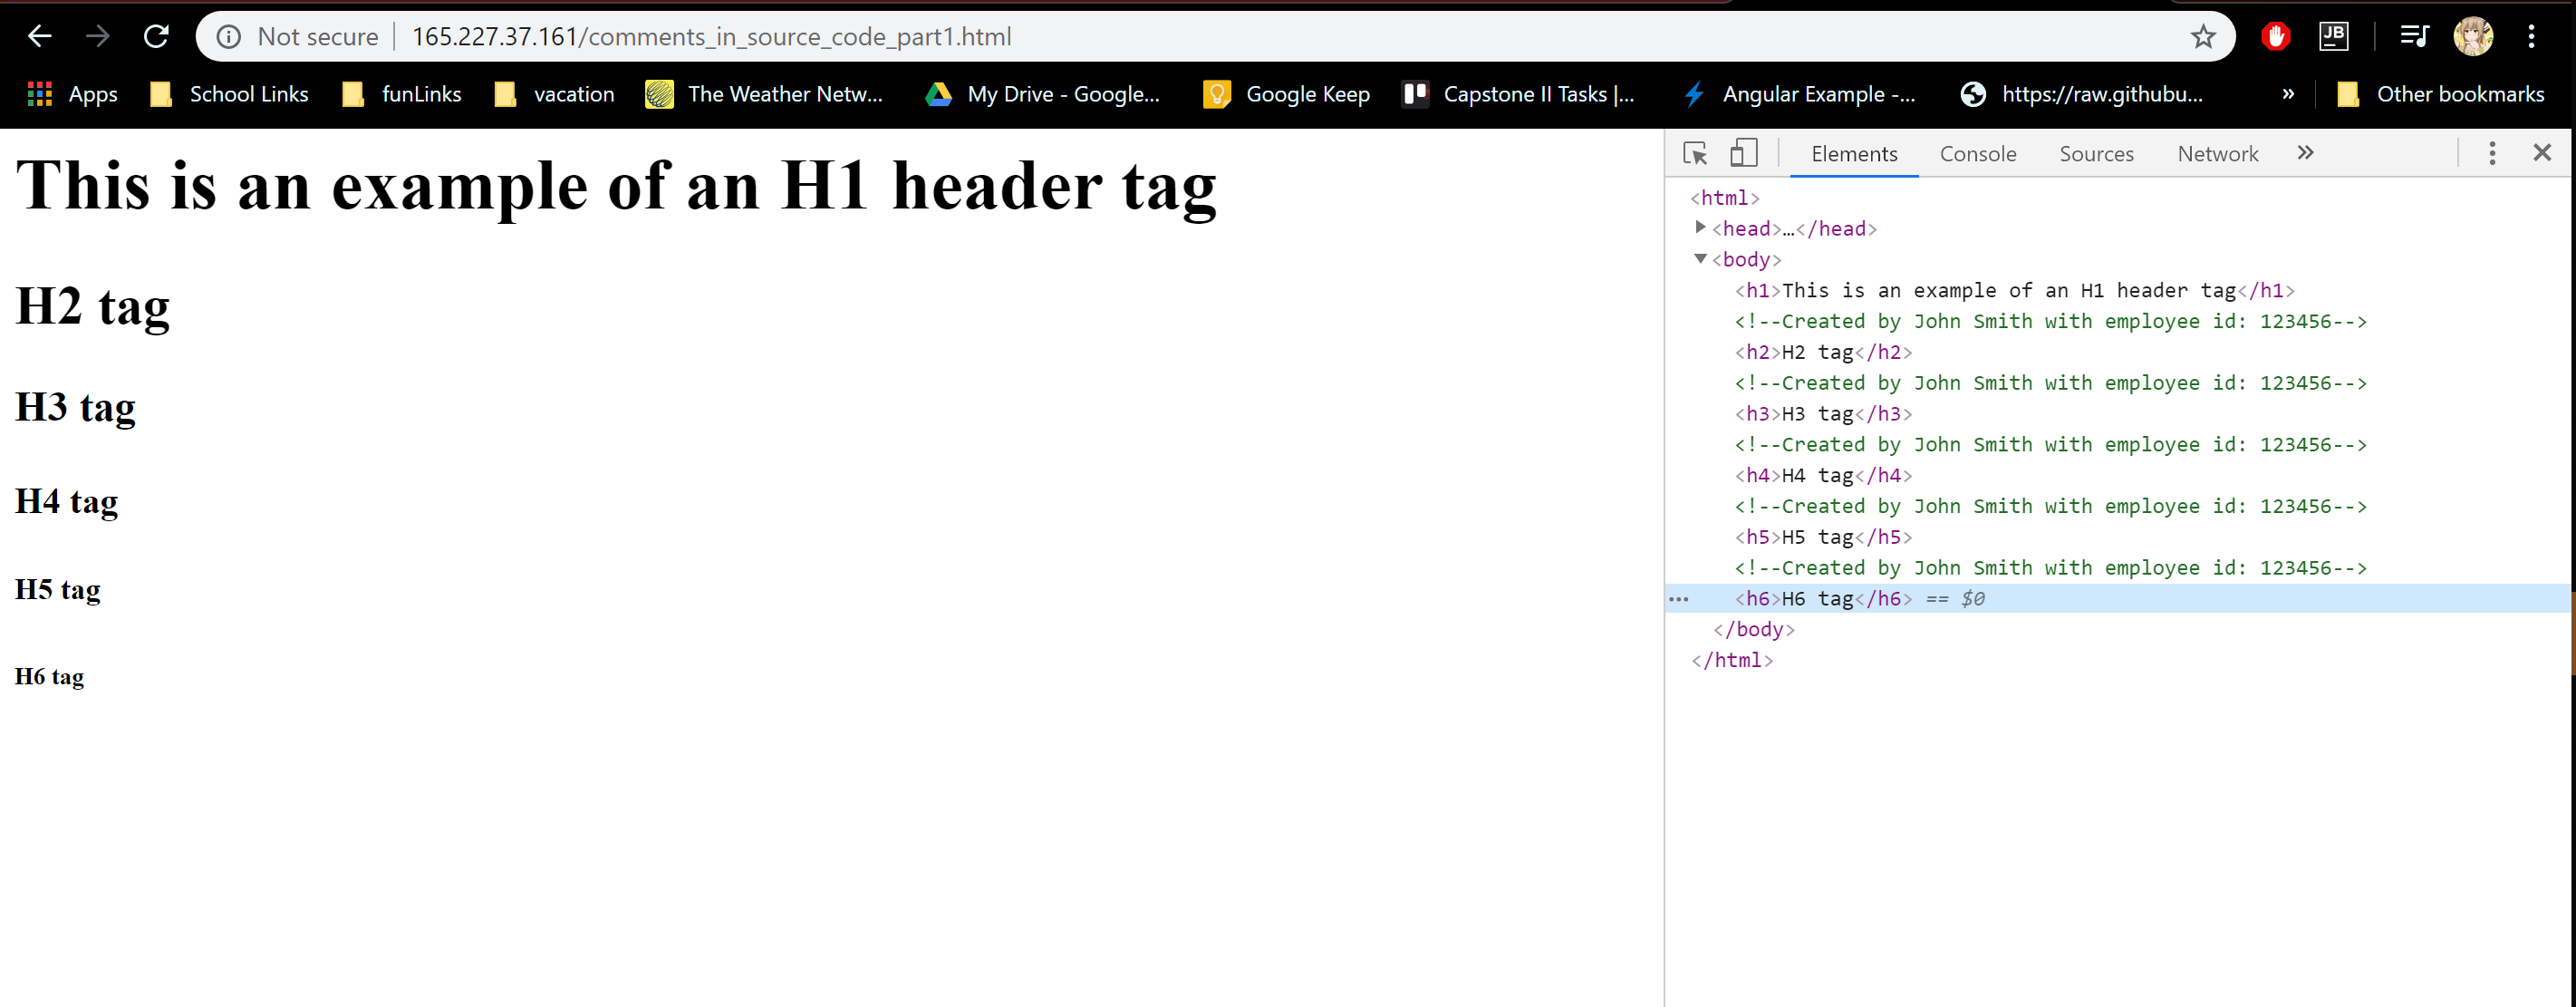 Not secure 165.227.37.161/comments_in_source_code_part1.html JB
Apps School Links funLinks vacation The Weather Netw... My Drive - Google... Google Keep Capstone II Tasks |... Angular Example -... https://raw.githubu... » Other bookmarks
This is an example of an H1 header tag
H2 tag
H3 tag
H4 tag
H5 tag
H6 tag
Elements Console Sources Network »
<html>
<head>…</head>
<body>
<h1>This is an example of an H1 header tag</h1>
<!--Created by John Smith with employee id: 123456-->
<h2>H2 tag</h2>
<!--Created by John Smith with employee id: 123456-->
<h3>H3 tag</h3>
<!--Created by John Smith with employee id: 123456-->
<h4>H4 tag</h4>
<!--Created by John Smith with employee id: 123456-->
<h5>H5 tag</h5>
<!--Created by John Smith with employee id: 123456-->
<h6>H6 tag</h6> == $0
</body>
</html>